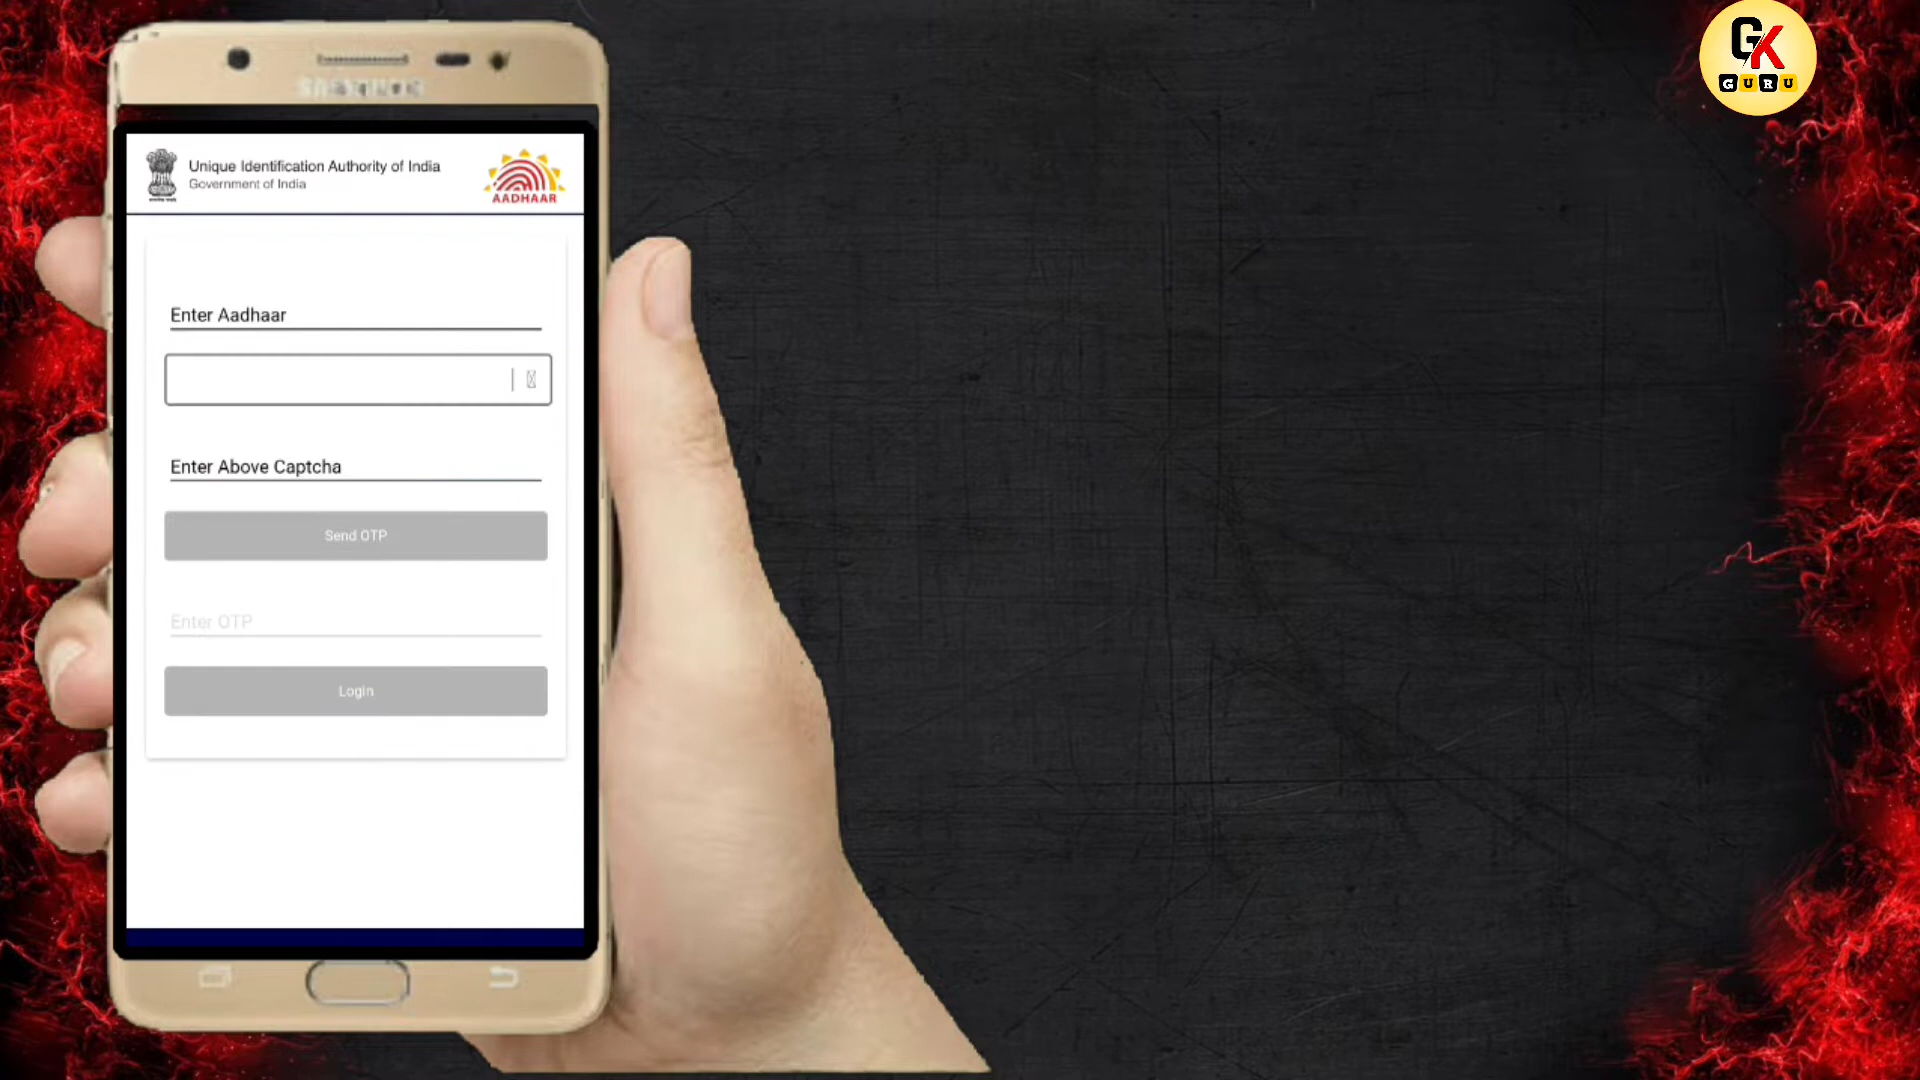 GK
GURU
SAMSUNG
Unique Identification Authority of India
Government of India
AADHAAR
Enter Aadhaar
Enter Above Captcha
Send OTP
Enter OTP
Login